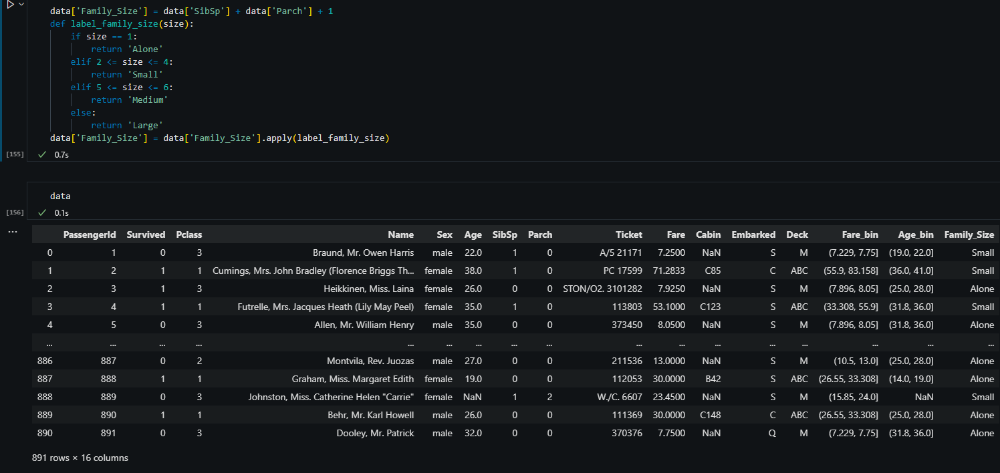 data['Family_Size'] = data['SibSp'] + data['Parch'] + 1
def label_family_size(size):
    if size == 1:
        return 'Alone'
    elif 2 <= size <= 4:
        return 'Small'
    elif 5 <= size <= 6:
        return 'Medium'
    else:
        return 'Large'
data['Family_Size'] = data['Family_Size'].apply(label_family_size)
[155] ✓ 0.7s
data
[156] ✓ 0.1s
...
PassengerId Survived Pclass Name Sex Age SibSp Parch Ticket Fare Cabin Embarked Deck Fare_bin Age_bin Family_Size
0 1 0 3 Braund, Mr. Owen Harris male 22.0 1 0 A/5 21171 7.2500 NaN S M (7.229, 7.75] (19.0, 22.0] Small
1 2 1 1 Cumings, Mrs. John Bradley (Florence Briggs Th... female 38.0 1 0 PC 17599 71.2833 C85 C ABC (55.9, 83.158] (36.0, 41.0] Small
2 3 1 3 Heikkinen, Miss. Laina female 26.0 0 0 STON/O2. 3101282 7.9250 NaN S M (7.896, 8.05] (25.0, 28.0] Alone
3 4 1 1 Futrelle, Mrs. Jacques Heath (Lily May Peel) female 35.0 1 0 113803 53.1000 C123 S ABC (33.308, 55.9] (31.8, 36.0] Small
4 5 0 3 Allen, Mr. William Henry male 35.0 0 0 373450 8.0500 NaN S M (7.896, 8.05] (31.8, 36.0] Alone
... ... ... ... ... ... ... ... ... ... ... ... ... ... ... ... ...
886 887 0 2 Montvila, Rev. Juozas male 27.0 0 0 211536 13.0000 NaN S M (10.5, 13.0] (25.0, 28.0] Alone
887 888 1 1 Graham, Miss. Margaret Edith female 19.0 0 0 112053 30.0000 B42 S ABC (26.55, 33.308] (14.0, 19.0] Alone
888 889 0 3 Johnston, Miss. Catherine Helen "Carrie" female NaN 1 2 W./C. 6607 23.4500 NaN S M (15.85, 24.0] NaN Small
889 890 1 1 Behr, Mr. Karl Howell male 26.0 0 0 111369 30.0000 C148 C ABC (26.55, 33.308] (25.0, 28.0] Alone
890 891 0 3 Dooley, Mr. Patrick male 32.0 0 0 370376 7.7500 NaN Q M (7.229, 7.75] (31.8, 36.0] Alone
891 rows × 16 columns